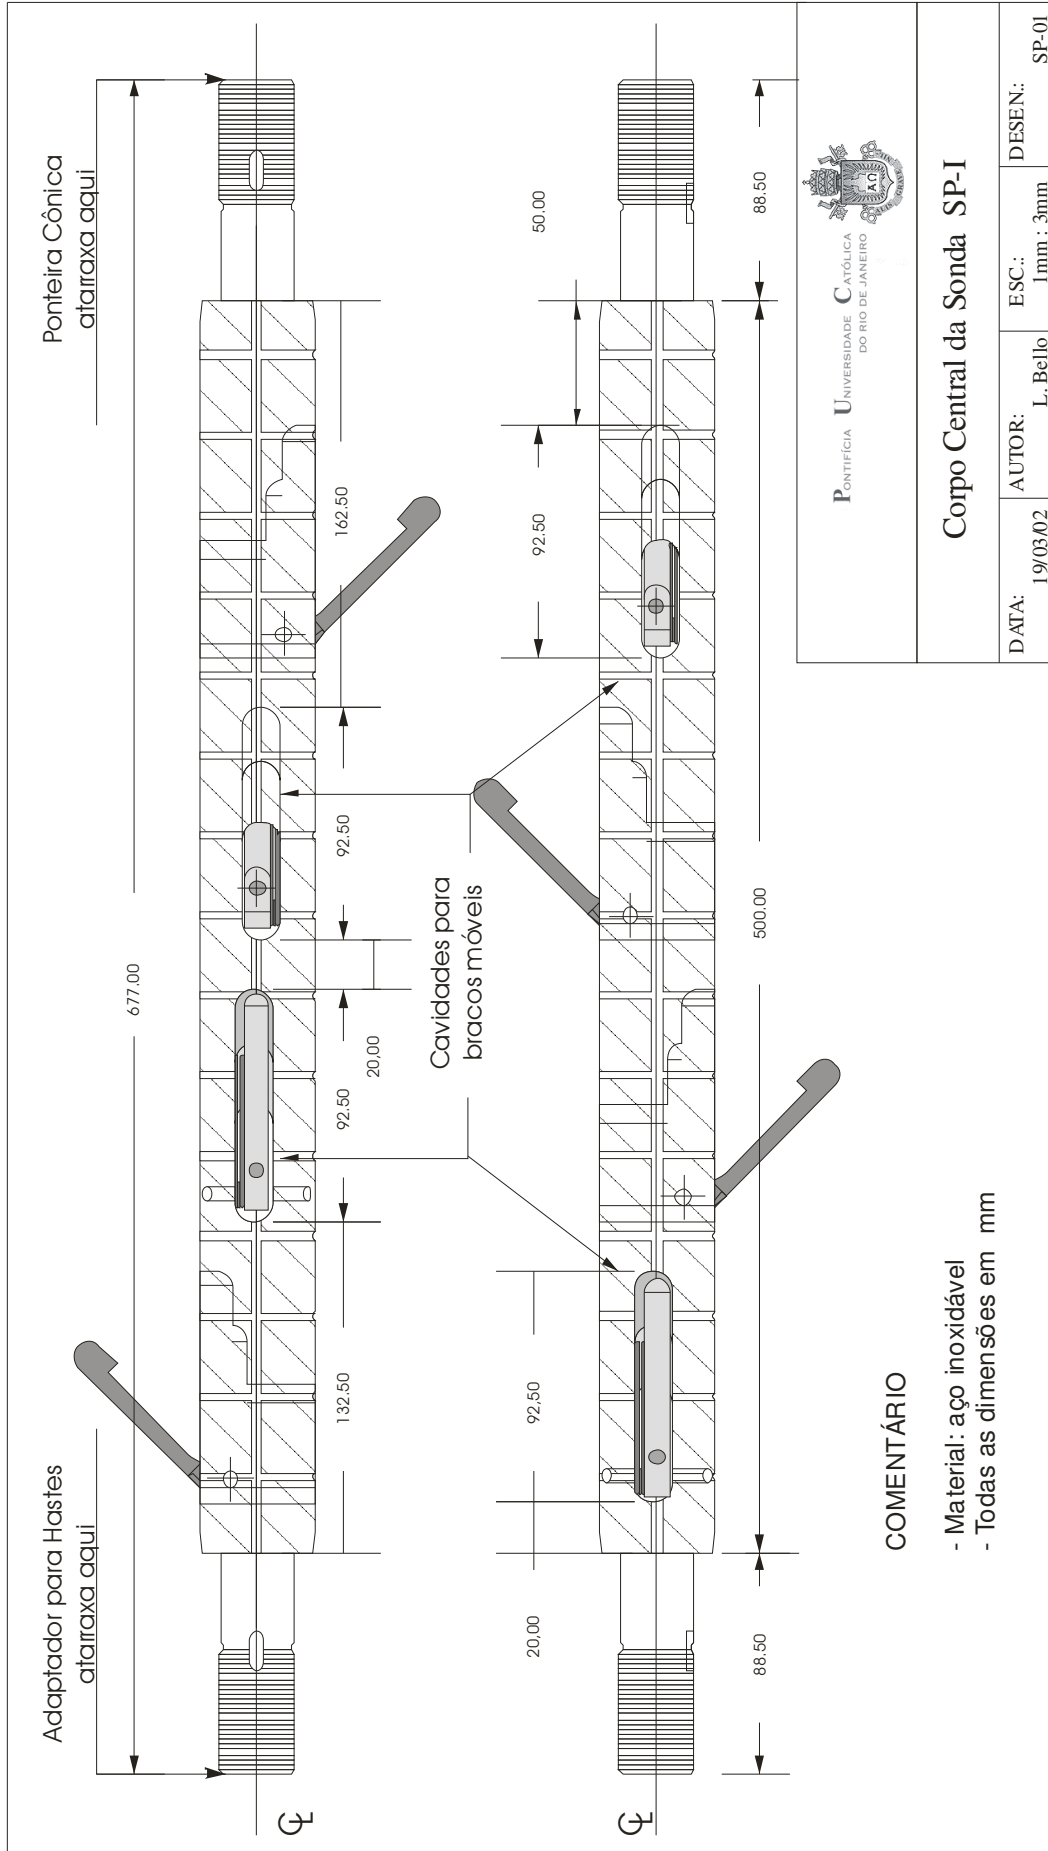 Adaptador para Hastes
atarraxa aqui
Ponteira Cônica
atarraxa aqui
677.00
132.50
92.50
20,00
92.50
162.50
Cavidades para
bracos móveis
20,00
92,50
92.50
50.00
88.50
500.00
88.50
COMENTÁRIO
- Material: aço inoxidável
- Todas as dimensões em mm
PONTIFÍCIA UNIVERSIDADE CATÓLICA
DO RIO DE JANEIRO
Corpo Central da Sonda SP-I
DATA: 19/03/02
AUTOR: L. Bello
ESC.: 1mm : 3mm
DESEN.: SP-01